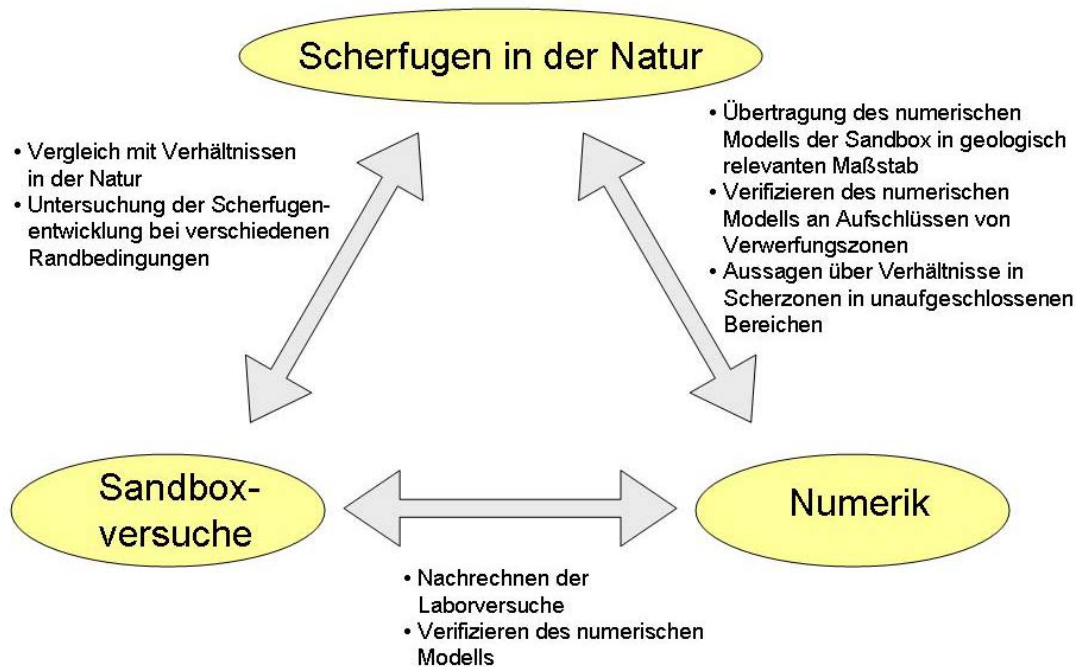 Scherfugen in der Natur
• Vergleich mit Verhältnissen
in der Natur
• Untersuchung der Scherfugen-
entwicklung bei verschiedenen
Randbedingungen
• Übertragung des numerischen
Modells der Sandbox in geologisch
relevanten Maßstab
• Verifizieren des numerischen
Modells an Aufschlüssen von
Verwerfungszonen
• Aussagen über Verhältnisse in
Scherzonen in unaufgeschlossenen
Bereichen
Sandbox-
versuche
Numerik
• Nachrechnen der
Laborversuche
• Verifizieren des numerischen
Modells